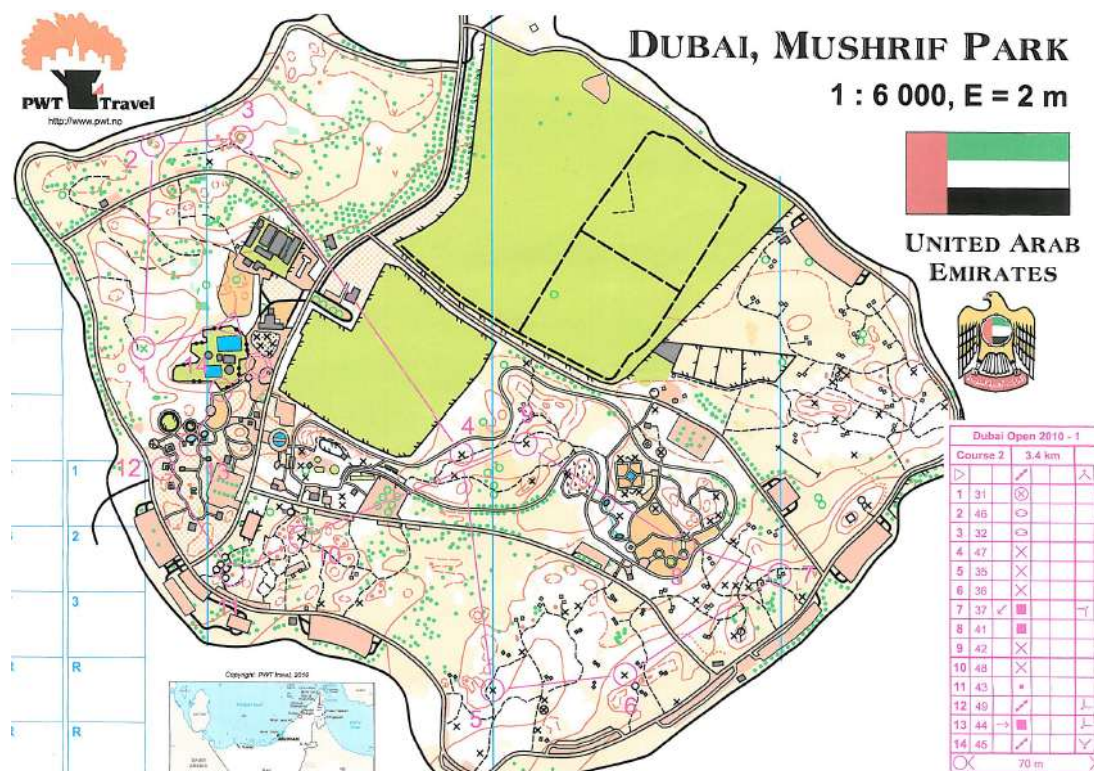 DUBAI, MUSHRIF PARK
1 : 6 000, E = 2 m
PWT Travel
http://www.pwt.no
UNITED ARAB
EMIRATES
3
2
1
14
4
9
12
13
10
11
7
8
5
6
1
2
3
R
R
R
R
Copyright PWT travel, 2010
Dubai Open 2010 - 1
Course 2 3.4 km
1 31
2 46
3 32
4 47
5 35
6 36
7 37
8 41
9 42
10 48
11 43
12 49
13 44
14 45
70 m